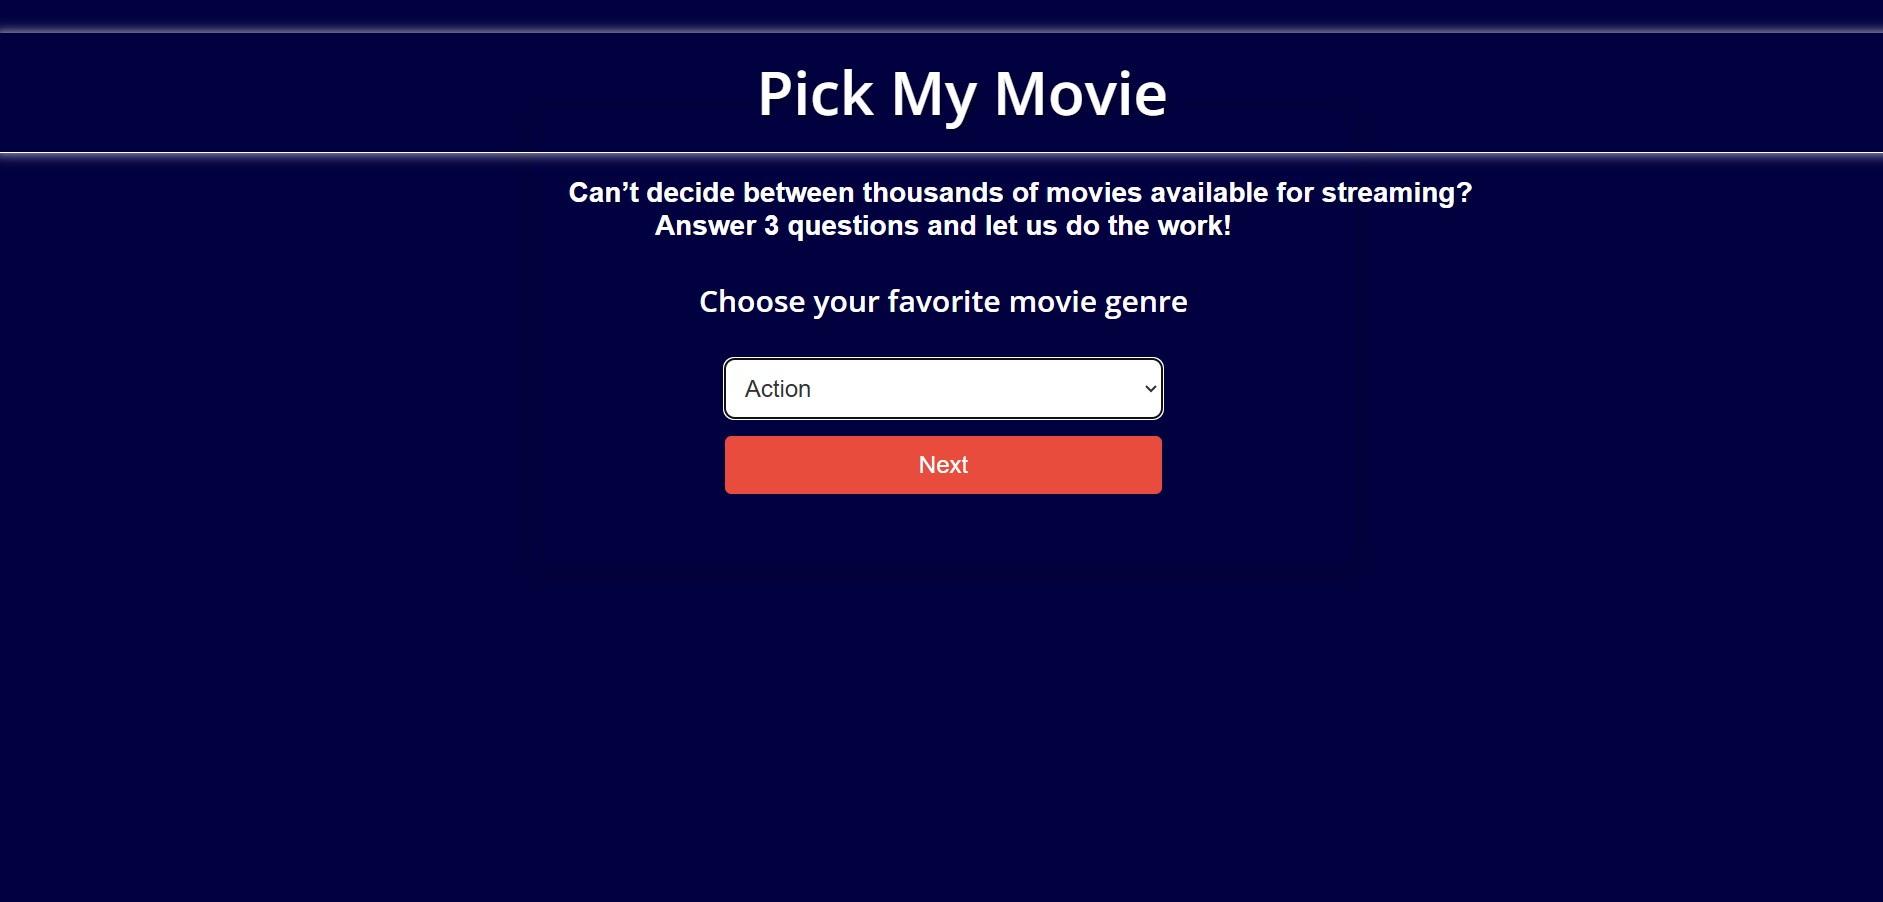 Pick My Movie
Can’t decide between thousands of movies available for streaming?
Answer 3 questions and let us do the work!
Choose your favorite movie genre
Action
Next